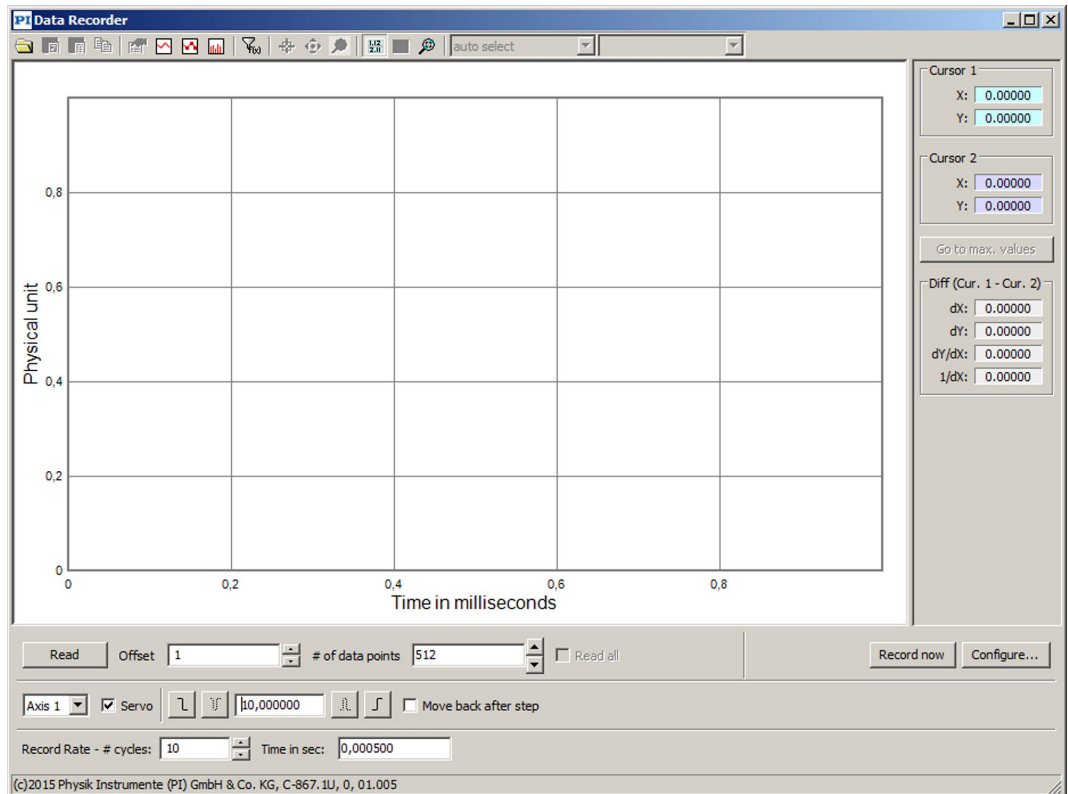 PI Data Recorder
1.1/2 2.11 auto select
Cursor 1
X: 0.00000
Y: 0.00000
Cursor 2
X: 0.00000
Y: 0.00000
Go to max. values
Diff (Cur. 1 - Cur. 2)
dX: 0.00000
dY: 0.00000
dY/dX: 0.00000
1/dX: 0.00000
Physical unit
0,8
0,6
0,4
0,2
0
0 0,2 0,4 0,6 0,8
Time in milliseconds
Read Offset 1 # of data points 512 Read all Record now Configure...
Axis 1 Servo 10,000000 Move back after step
Record Rate - # cycles: 10 Time in sec: 0,000500
(c)2015 Physik Instrumente (PI) GmbH & Co. KG, C-867.1U, 0, 01.005